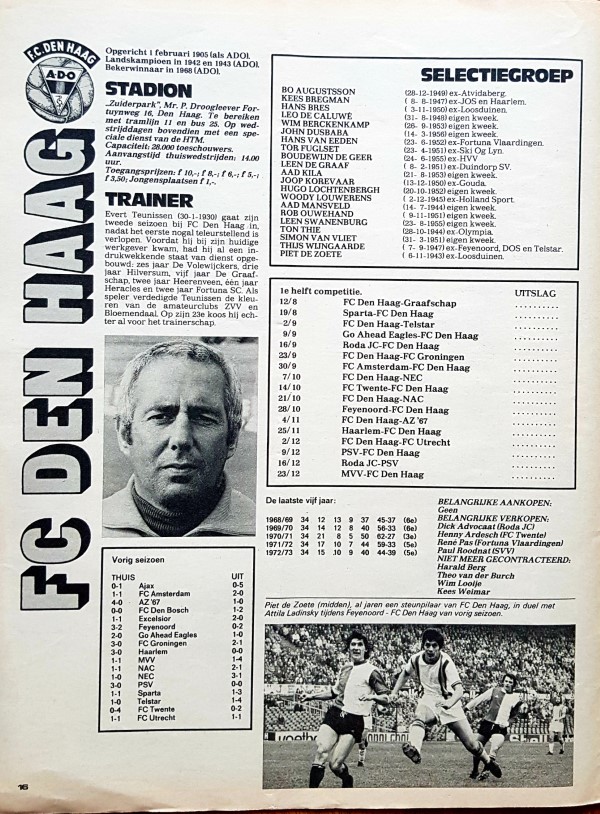 F.C. DEN HAAG
A·D·O
FC DEN HAAG
Opgericht 1 februari 1905 (als ADO).
Landskampioen in 1942 en 1943 (ADO).
Bekerwinnaar in 1968 (ADO).
STADION
„Zuiderpark”, Mr. P. Droogleever For-
tuynweg 16, Den Haag. Te bereiken
met tramlijn 11 en bus 25. Op wed-
strijddagen bovendien met een spe-
ciale dienst van de HTM.
Capaciteit: 28.000 toeschouwers.
Aanvangstijd thuiswedstrijden; 14.00
uur.
Toegangsprijzen: f 10,-; f 8,-; f 6,-; f 5,-;
f 3,50; Jongensplaatsen f 1,-.
TRAINER
Evert Teunissen (30-1-1930) gaat zijn
tweede seizoen bij FC Den Haag in,
nadat het eerste nogal teleurstellend is
verlopen. Voordat hij bij zijn huidige
werkgever kwam, had hij al een in-
drukwekkende staat van dienst opge-
bouwd: zes jaar De Volewijckers, drie
jaar Hilversum, vijf jaar De Graaf-
schap, twee jaar Heerenveen, één jaar
Heracles en twee jaar Fortuna SC. Als
speler verdedigde Teunissen de kleu-
ren van de amateurclubs ZVV en
Bloemendaal. Op zijn 23e koos hij ech-
ter al voor het trainerschap.
Vorig seizoen
THUIS UIT
0-1 Ajax 0-5
1-1 FC Amsterdam 2-0
4-0 AZ '67 1-0
0-0 FC Den Bosch 1-2
1-1 Excelsior 2-0
3-2 Feyenoord 0-2
2-0 Go Ahead Eagles 1-0
3-0 FC Groningen 2-1
3-0 Haarlem 0-0
1-1 MVV 1-4
1-1 NAC 2-1
1-0 NEC 3-1
3-0 PSV 0-0
1-1 Sparta 1-3
1-0 Telstar 1-4
0-4 FC Twente 0-2
1-1 FC Utrecht 1-1
SELECTIEGROEP
BO AUGUSTSSON (28-12-1949) ex-Atvidaberg.
KEES BREGMAN ( 8- 8-1947) ex-JOS en Haarlem.
HANS BRES ( 3-11-1950) ex-Loosduinen.
LEO DE CALUWÉ (31- 8-1948) eigen kweek.
WIM BERCKENKAMP (26- 9-1953) eigen kweek.
JOHN DUSBABA (14- 3-1956) eigen kweek.
HANS VAN EEDEN (23- 6-1952) ex-Fortuna Vlaardingen.
TOR FUGLSET (23- 4-1951) ex-Ski Og Lyn.
BOUDEWIJN DE GEER (24- 6-1955) ex-HVV
LEEN DE GRAAF ( 8- 2-1951) ex-Duindorp SV.
AAD KILA (21- 8-1953) eigen kweek.
JOOP KOREVAAR (13-12-1950) ex-Gouda.
HUGO LOCHTENBERGH (20-10-1952) eigen kweek.
WOODY LOUWERENS ( 2-12-1945) ex-Holland Sport.
AAD MANSVELD (14- 7-1944) eigen kweek.
ROB OUWEHAND ( 9-11-1951) eigen kweek.
LEEN SWANENBURG (23- 8-1955) eigen kweek.
TON THIE (28-10-1944) ex-Olympia.
SIMON VAN VLIET (31- 3-1951) eigen kweek.
THIJS WIJNGAARDE ( 7- 9-1947) ex-Feyenoord, DOS en Telstar.
PIET DE ZOETE ( 6-11-1943) ex-Loosduinen.
1e helft competitie. UITSLAG
12/8 FC Den Haag-Graafschap ..........
19/8 Sparta-FC Den Haag ..........
2/9 FC Den Haag-Telstar ..........
9/9 Go Ahead Eagles-FC Den Haag ..........
16/9 Roda JC-FC Den Haag ..........
23/9 FC Den Haag-FC Groningen ..........
30/9 FC Amsterdam-FC Den Haag ..........
7/10 FC Den Haag-NEC ..........
14/10 FC Twente-FC Den Haag ..........
21/10 FC Den Haag-NAC ..........
28/10 Feyenoord-FC Den Haag ..........
4/11 FC Den Haag-AZ '67 ..........
25/11 Haarlem-FC Den Haag ..........
2/12 FC Den Haag-FC Utrecht ..........
9/12 PSV-FC Den Haag ..........
16/12 Roda JC-PSV ..........
23/12 MVV-FC Den Haag ..........
De laatste vijf jaar:
1968/69 34 12 13 9 37 45-37 (6e)
1969/70 34 14 12 8 40 56-33 (6e)
1970/71 34 21 8 5 50 62-27 (3e)
1971/72 34 17 10 7 44 59-33 (5e)
1972/73 34 15 10 9 40 44-39 (5e)
BELANGRIJKE AANKOPEN:
Geen
BELANGRIJKE VERKOPEN:
Dick Advocaat (Roda JC)
Henny Ardesch (FC Twente)
René Pas (Fortuna Vlaardingen)
Paul Roodnat (SVV)
NIET MEER GECONTRACTEERD:
Harald Berg
Theo van der Burch
Wim Looije
Kees Weimar
Piet de Zoete (midden), al jaren een steunpilaar van FC Den Haag, in duel met
Attila Ladinsky tijdens Feyenoord - FC Den Haag van vorig seizoen.
16